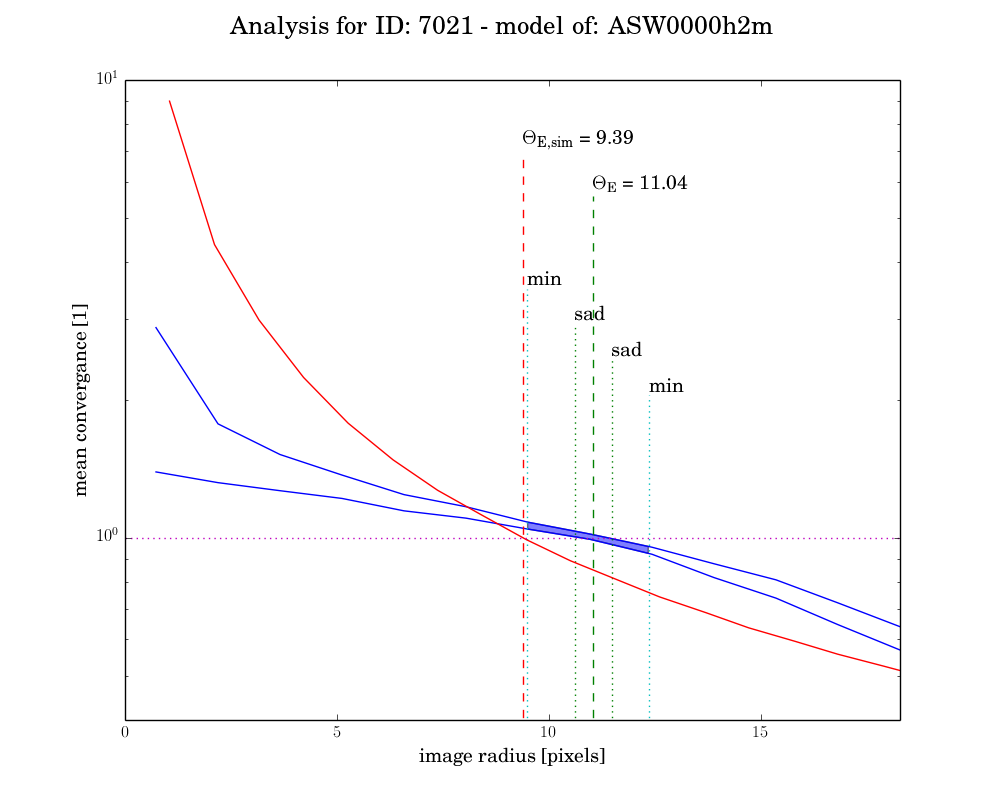 Analysis for ID: 7021 - model of: ASW0000h2m
10¹
Θ_E,sim = 9.39
Θ_E = 11.04
min
sad
sad
min
mean convergance [1]
10⁰
0 5 10 15
image radius [pixels]